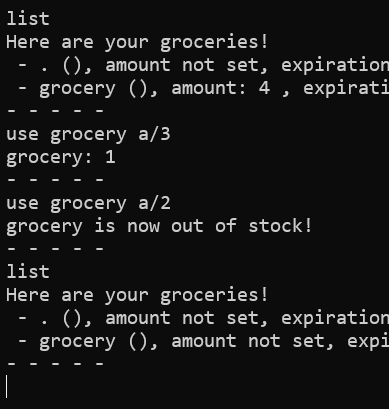 list
Here are your groceries!
 - . (), amount not set, expiration
 - grocery (), amount: 4 , expirati
- - - - -
use grocery a/3
grocery: 1
- - - - -
use grocery a/2
grocery is now out of stock!
- - - - -
list
Here are your groceries!
 - . (), amount not set, expiration
 - grocery (), amount not set, expi
- - - - -